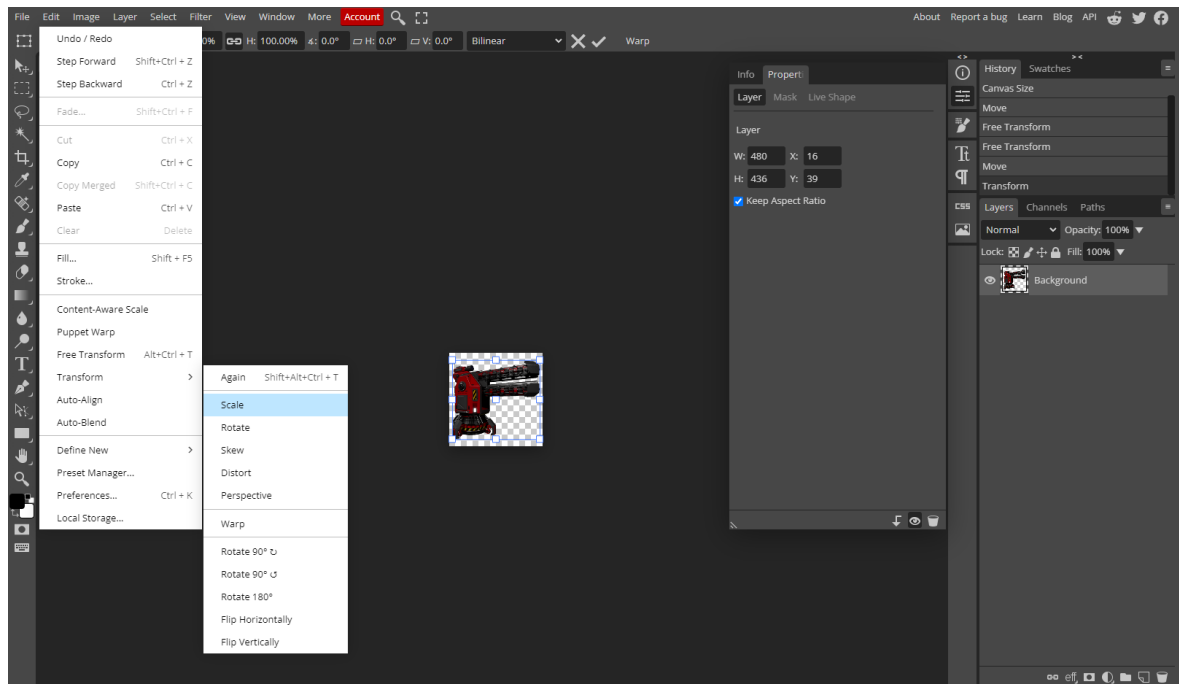 File Edit Image Layer Select Filter View Window More Account About Report a bug Learn Blog API
0% H: 100.00% ∡: 0.0° H: 0.0° V: 0.0° Bilinear Warp
Undo / Redo
Step Forward Shift+Ctrl + Z
Step Backward Ctrl + Z
Fade... Shift+Ctrl + F
Cut Ctrl + X
Copy Ctrl + C
Copy Merged Shift+Ctrl + C
Paste Ctrl + V
Clear Delete
Fill... Shift + F5
Stroke...
Content-Aware Scale
Puppet Warp
Free Transform Alt+Ctrl + T
Transform >
Auto-Align
Auto-Blend
Define New >
Preset Manager...
Preferences... Ctrl + K
Local Storage...
Again Shift+Alt+Ctrl + T
Scale
Rotate
Skew
Distort
Perspective
Warp
Rotate 90° ↻
Rotate 90° ↺
Rotate 180°
Flip Horizontally
Flip Vertically
Info Properti
Layer Mask Live Shape
Layer
W: 480 X: 16
H: 436 Y: 39
Keep Aspect Ratio
< >
CSS
> <
History Swatches
Canvas Size
Move
Free Transform
Free Transform
Move
Transform
Layers Channels Paths
Normal Opacity: 100%
Lock: Fill: 100%
Background
eff